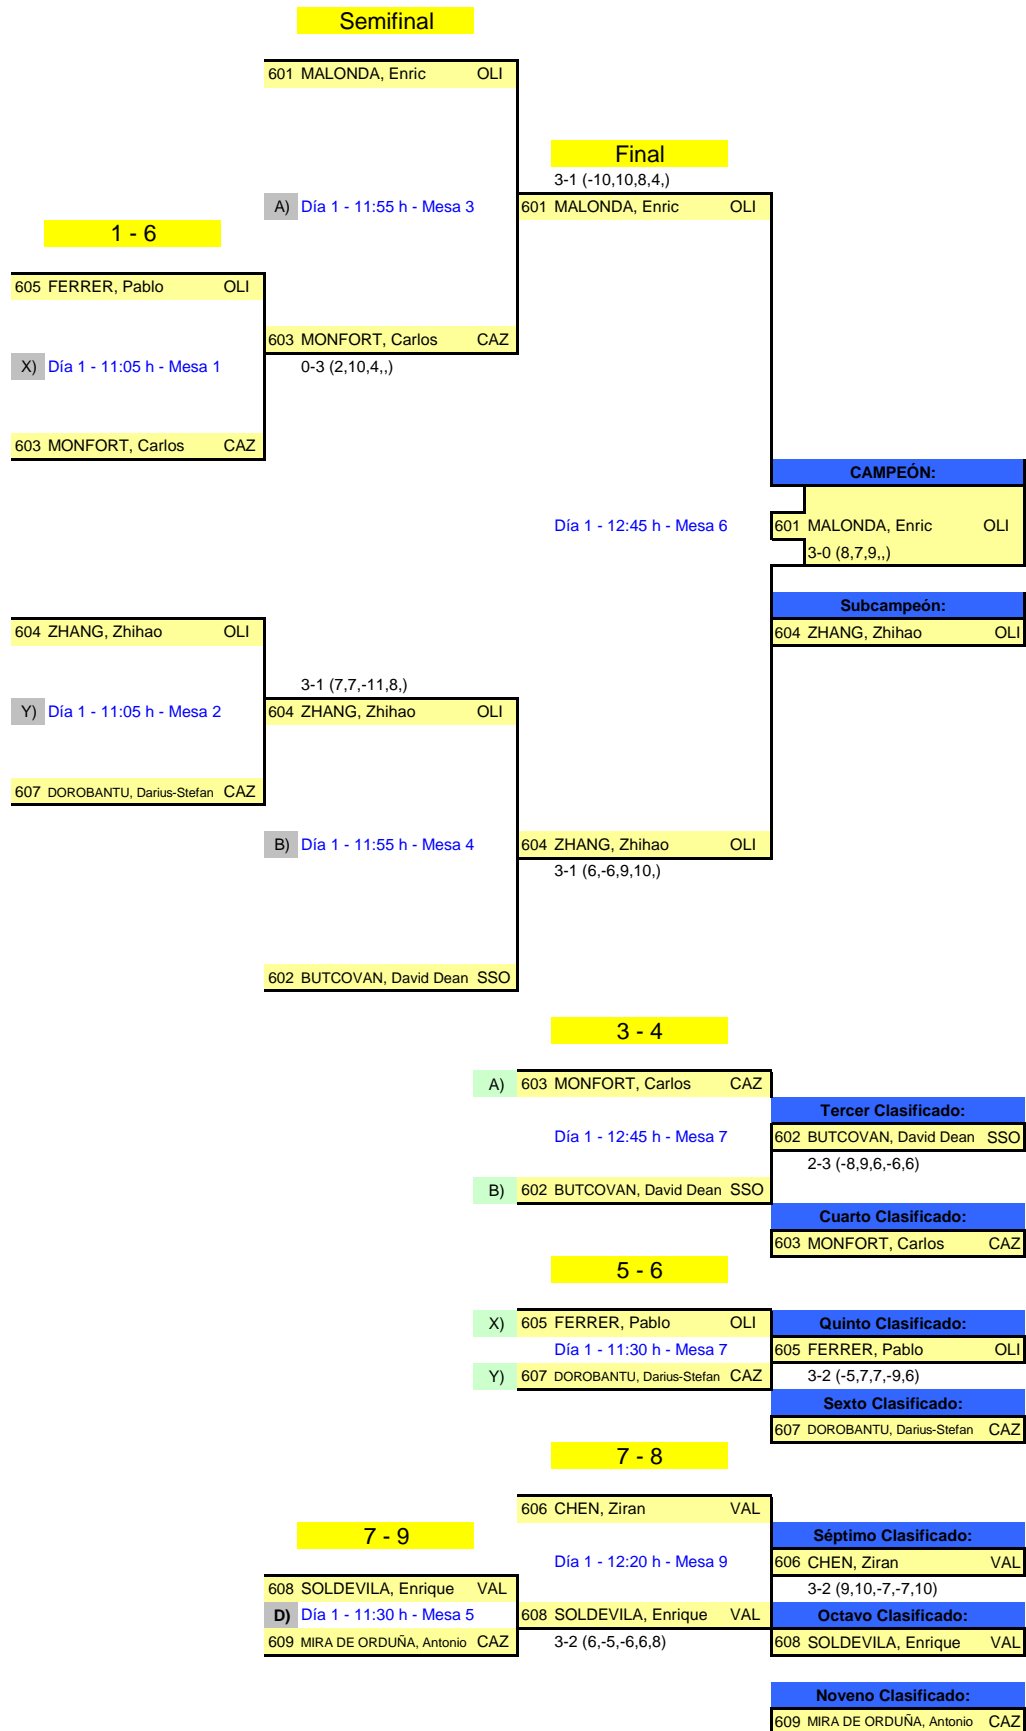 Semifinal
601 MALONDA, Enric OLI
Final
3-1 (-10,10,8,4,)
A) Día 1 - 11:55 h - Mesa 3
601 MALONDA, Enric OLI
1 - 6
605 FERRER, Pablo OLI
603 MONFORT, Carlos CAZ
X) Día 1 - 11:05 h - Mesa 1
0-3 (2,10,4,,)
603 MONFORT, Carlos CAZ
CAMPEÓN:
Día 1 - 12:45 h - Mesa 6
601 MALONDA, Enric OLI
3-0 (8,7,9,,)
Subcampeón:
604 ZHANG, Zhihao OLI
604 ZHANG, Zhihao OLI
3-1 (7,7,-11,8,)
Y) Día 1 - 11:05 h - Mesa 2
604 ZHANG, Zhihao OLI
607 DOROBANTU, Darius-Stefan CAZ
B) Día 1 - 11:55 h - Mesa 4
604 ZHANG, Zhihao OLI
3-1 (6,-6,9,10,)
602 BUTCOVAN, David Dean SSO
3 - 4
A) 603 MONFORT, Carlos CAZ
Tercer Clasificado:
Día 1 - 12:45 h - Mesa 7
602 BUTCOVAN, David Dean SSO
2-3 (-8,9,6,-6,6)
B) 602 BUTCOVAN, David Dean SSO
Cuarto Clasificado:
603 MONFORT, Carlos CAZ
5 - 6
X) 605 FERRER, Pablo OLI
Quinto Clasificado:
Día 1 - 11:30 h - Mesa 7
605 FERRER, Pablo OLI
Y) 607 DOROBANTU, Darius-Stefan CAZ
3-2 (-5,7,7,-9,6)
Sexto Clasificado:
607 DOROBANTU, Darius-Stefan CAZ
7 - 8
606 CHEN, Ziran VAL
7 - 9
Séptimo Clasificado:
Día 1 - 12:20 h - Mesa 9
606 CHEN, Ziran VAL
608 SOLDEVILA, Enrique VAL
3-2 (9,10,-7,-7,10)
D) Día 1 - 11:30 h - Mesa 5
608 SOLDEVILA, Enrique VAL
Octavo Clasificado:
609 MIRA DE ORDUÑA, Antonio CAZ
3-2 (6,-5,-6,6,8)
608 SOLDEVILA, Enrique VAL
Noveno Clasificado:
609 MIRA DE ORDUÑA, Antonio CAZ